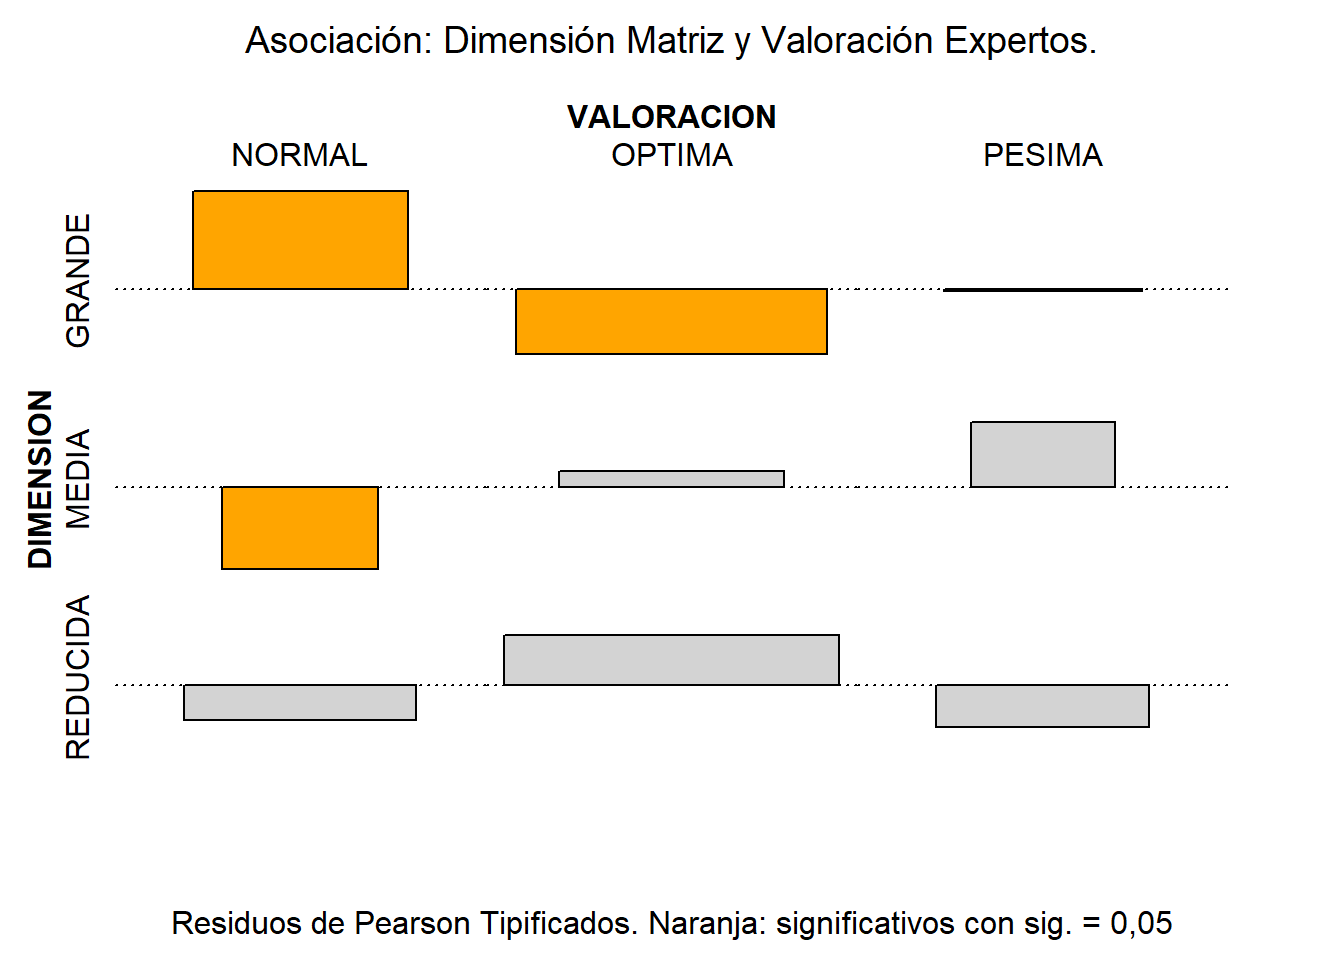 Asociación: Dimensión Matriz y Valoración Expertos.
VALORACION
NORMAL OPTIMA PESIMA
DIMENSION
GRANDE
MEDIA
REDUCIDA
Residuos de Pearson Tipificados. Naranja: significativos con sig. = 0,05